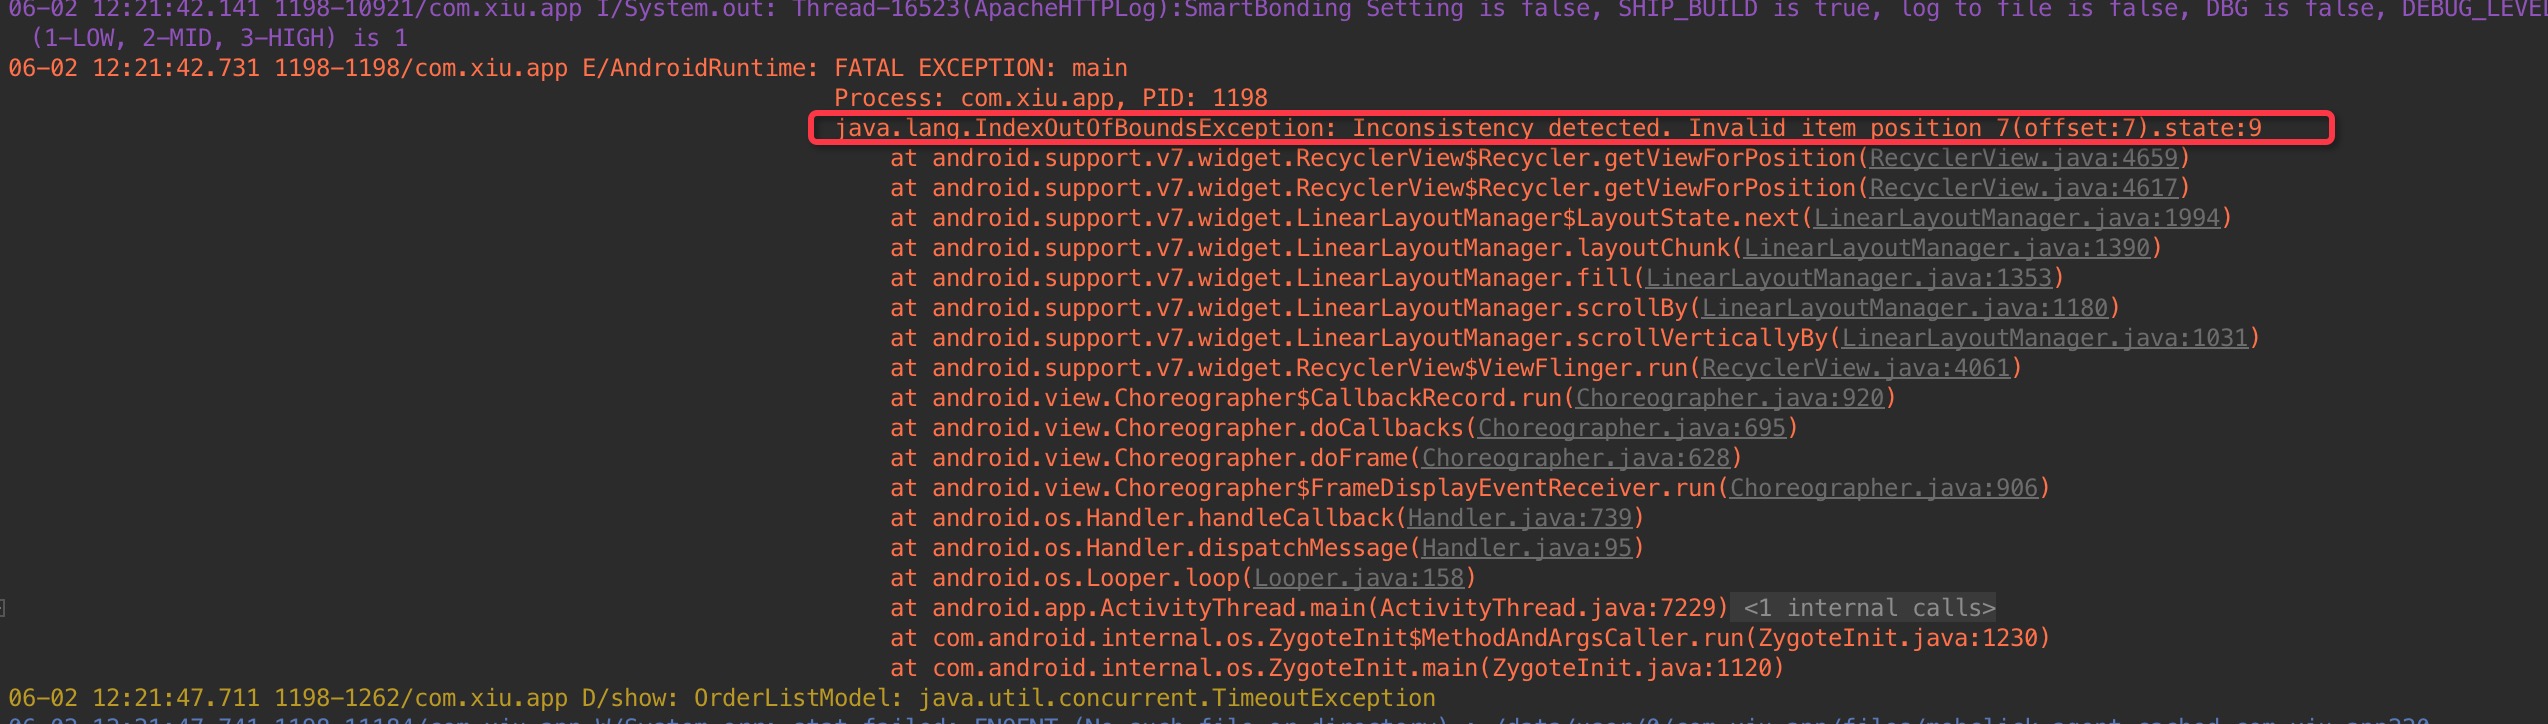 06-02 12:21:42.141 1198-10921/com.xiu.app I/System.out: Thread-16523(ApacheHTTPLog):SmartBonding Setting is false, SHIP_BUILD is true, log to file is false, DBG is false, DEBUG_LEVEL
(1-LOW, 2-MID, 3-HIGH) is 1
06-02 12:21:42.731 1198-1198/com.xiu.app E/AndroidRuntime: FATAL EXCEPTION: main
Process: com.xiu.app, PID: 1198
java.lang.IndexOutOfBoundsException: Inconsistency detected. Invalid item position 7(offset:7).state:9
at android.support.v7.widget.RecyclerView$Recycler.getViewForPosition(RecyclerView.java:4659)
at android.support.v7.widget.RecyclerView$Recycler.getViewForPosition(RecyclerView.java:4617)
at android.support.v7.widget.LinearLayoutManager$LayoutState.next(LinearLayoutManager.java:1994)
at android.support.v7.widget.LinearLayoutManager.layoutChunk(LinearLayoutManager.java:1390)
at android.support.v7.widget.LinearLayoutManager.fill(LinearLayoutManager.java:1353)
at android.support.v7.widget.LinearLayoutManager.scrollBy(LinearLayoutManager.java:1180)
at android.support.v7.widget.LinearLayoutManager.scrollVerticallyBy(LinearLayoutManager.java:1031)
at android.support.v7.widget.RecyclerView$ViewFlinger.run(RecyclerView.java:4061)
at android.view.Choreographer$CallbackRecord.run(Choreographer.java:920)
at android.view.Choreographer.doCallbacks(Choreographer.java:695)
at android.view.Choreographer.doFrame(Choreographer.java:628)
at android.view.Choreographer$FrameDisplayEventReceiver.run(Choreographer.java:906)
at android.os.Handler.handleCallback(Handler.java:739)
at android.os.Handler.dispatchMessage(Handler.java:95)
at android.os.Looper.loop(Looper.java:158)
at android.app.ActivityThread.main(ActivityThread.java:7229) <1 internal calls>
at com.android.internal.os.ZygoteInit$MethodAndArgsCaller.run(ZygoteInit.java:1230)
at com.android.internal.os.ZygoteInit.main(ZygoteInit.java:1120)
06-02 12:21:47.711 1198-1262/com.xiu.app D/show: OrderListModel: java.util.concurrent.TimeoutException